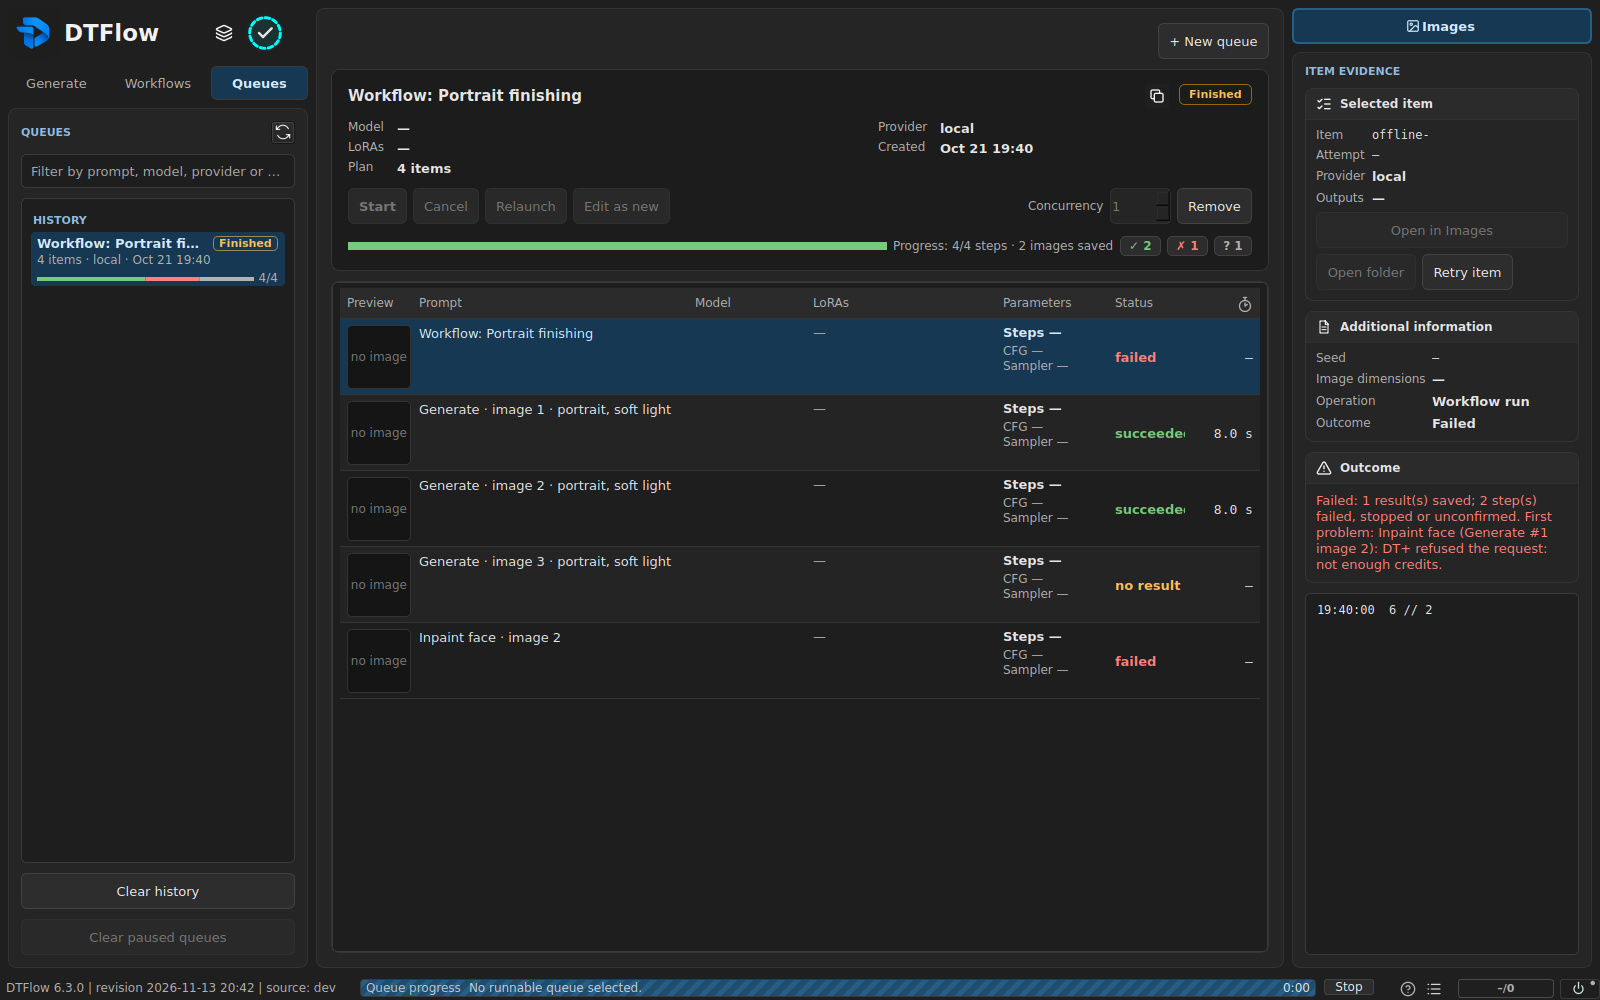 DTFlow
Generate
Workflows
Queues
QUEUES
Filter by prompt, model, provider or ...
HISTORY
Workflow: Portrait fi...
Finished
4 items · local · Oct 21 19:40
4/4
Clear history
Clear paused queues
+ New queue
Workflow: Portrait finishing
Finished
Model —
Provider local
LoRAs —
Created Oct 21 19:40
Plan 4 items
Start
Cancel
Relaunch
Edit as new
Concurrency 1
Remove
Progress: 4/4 steps · 2 images saved
✓ 2
✗ 1
? 1
Preview Prompt Model LoRAs Parameters Status
no image
Workflow: Portrait finishing
—
Steps —
CFG —
Sampler —
failed
—
no image
Generate · image 1 · portrait, soft light
—
Steps —
CFG —
Sampler —
succeeded
8.0 s
no image
Generate · image 2 · portrait, soft light
—
Steps —
CFG —
Sampler —
succeeded
8.0 s
no image
Generate · image 3 · portrait, soft light
—
Steps —
CFG —
Sampler —
no result
—
no image
Inpaint face · image 2
—
Steps —
CFG —
Sampler —
failed
—
Images
ITEM EVIDENCE
Selected item
Item offline-
Attempt —
Provider local
Outputs —
Open in Images
Open folder
Retry item
Additional information
Seed —
Image dimensions —
Operation Workflow run
Outcome Failed
Outcome
Failed: 1 result(s) saved; 2 step(s)
failed, stopped or unconfirmed. First
problem: Inpaint face (Generate #1
image 2): DT+ refused the request:
not enough credits.
19:40:00 6 // 2
DTFlow 6.3.0 | revision 2026-11-13 20:42 | source: dev
Queue progress No runnable queue selected.
0:00
Stop
-/0